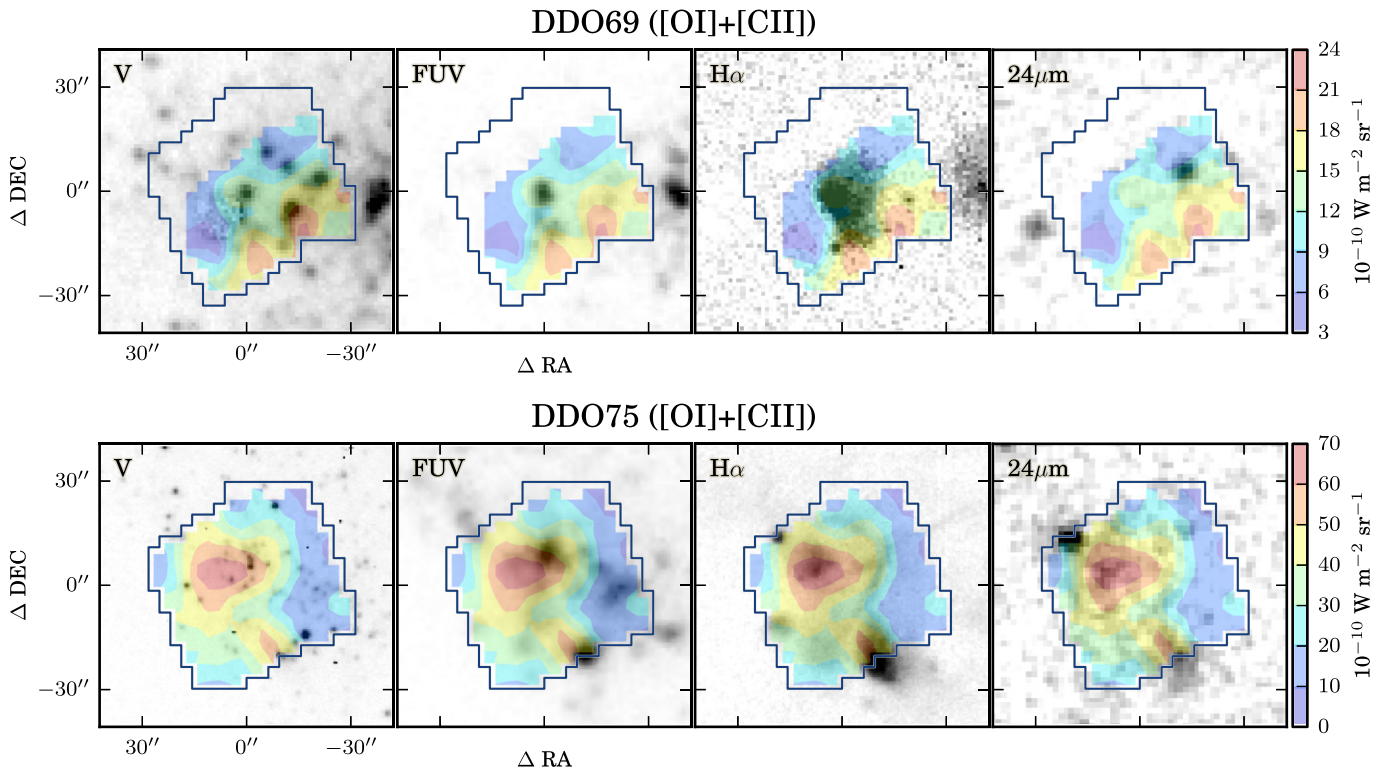 DDO69 ([OI]+[CII])
V
FUV
Hα
24μm
30′′
0′′
−30′′
Δ DEC
30′′ 0′′ −30′′
Δ RA
24
21
18
15
12
9
6
3
10⁻¹⁰ W m⁻² sr⁻¹
DDO75 ([OI]+[CII])
V
FUV
Hα
24μm
30′′
0′′
−30′′
Δ DEC
30′′ 0′′ −30′′
Δ RA
70
60
50
40
30
20
10
0
10⁻¹⁰ W m⁻² sr⁻¹